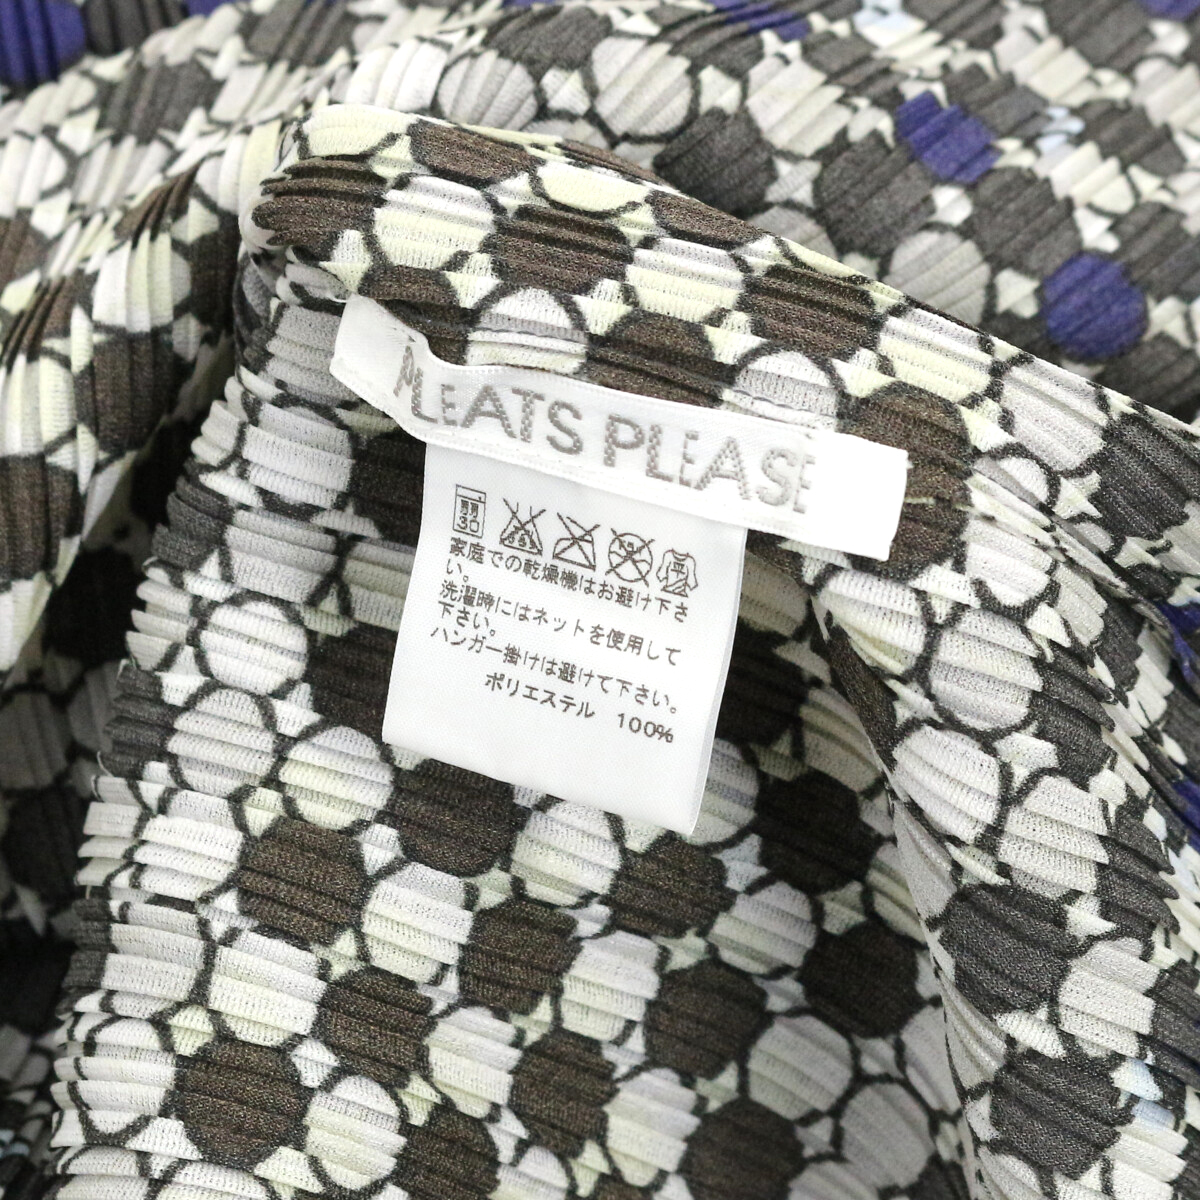 PLEATS PLEASE
30
家庭での乾燥機はお避け下さ
い。
洗濯時にはネットを使用して
下さい。
ハンガー掛けは避けて下さい。
ポリエステル 100%